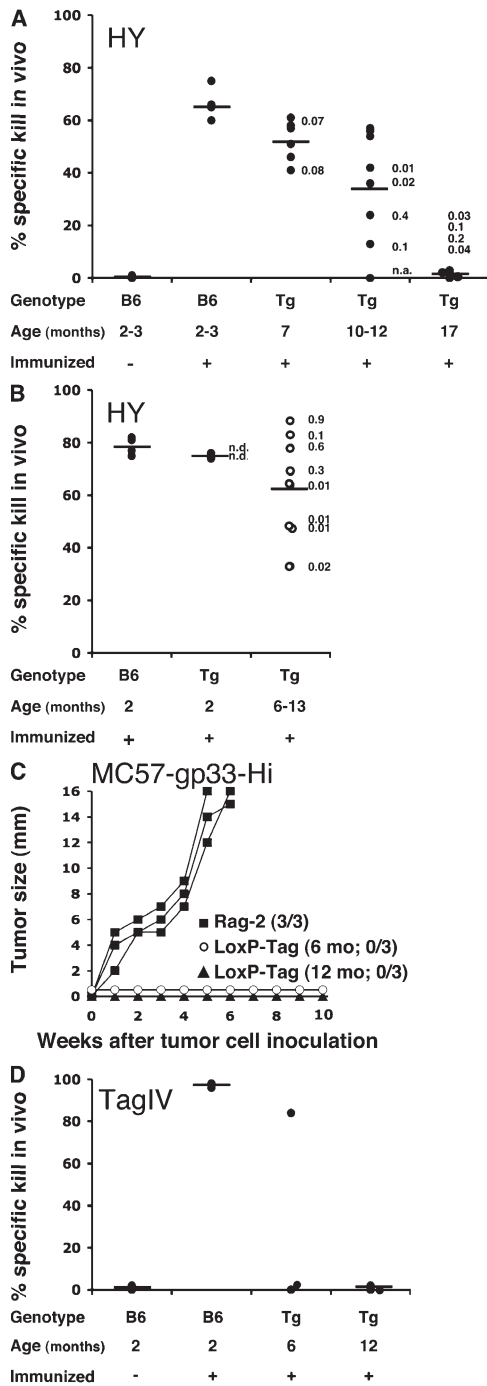 A
HY
% specific kill in vivo
100
80
60
40
20
0
0.07
0.08
0.01
0.02
0.4
0.1
n.a.
0.03
0.1
0.2
0.04
Genotype B6 B6 Tg Tg Tg
Age (months) 2-3 2-3 7 10-12 17
Immunized - + + + +
B
HY
% specific kill in vivo
100
80
60
40
20
0
n.d.
n.d.
0.9
0.1
0.6
0.3
0.01
0.01
0.01
0.02
Genotype B6 Tg Tg
Age (months) 2 2 6-13
Immunized + + +
C
MC57-gp33-Hi
Tumor size (mm)
16
14
12
10
8
6
4
2
0
Rag-2 (3/3)
LoxP-Tag (6 mo; 0/3)
LoxP-Tag (12 mo; 0/3)
0 2 4 6 8 10
Weeks after tumor cell inoculation
D
TagIV
% specific kill in vivo
100
80
60
40
20
0
Genotype B6 B6 Tg Tg
Age (months) 2 2 6 12
Immunized - + + +